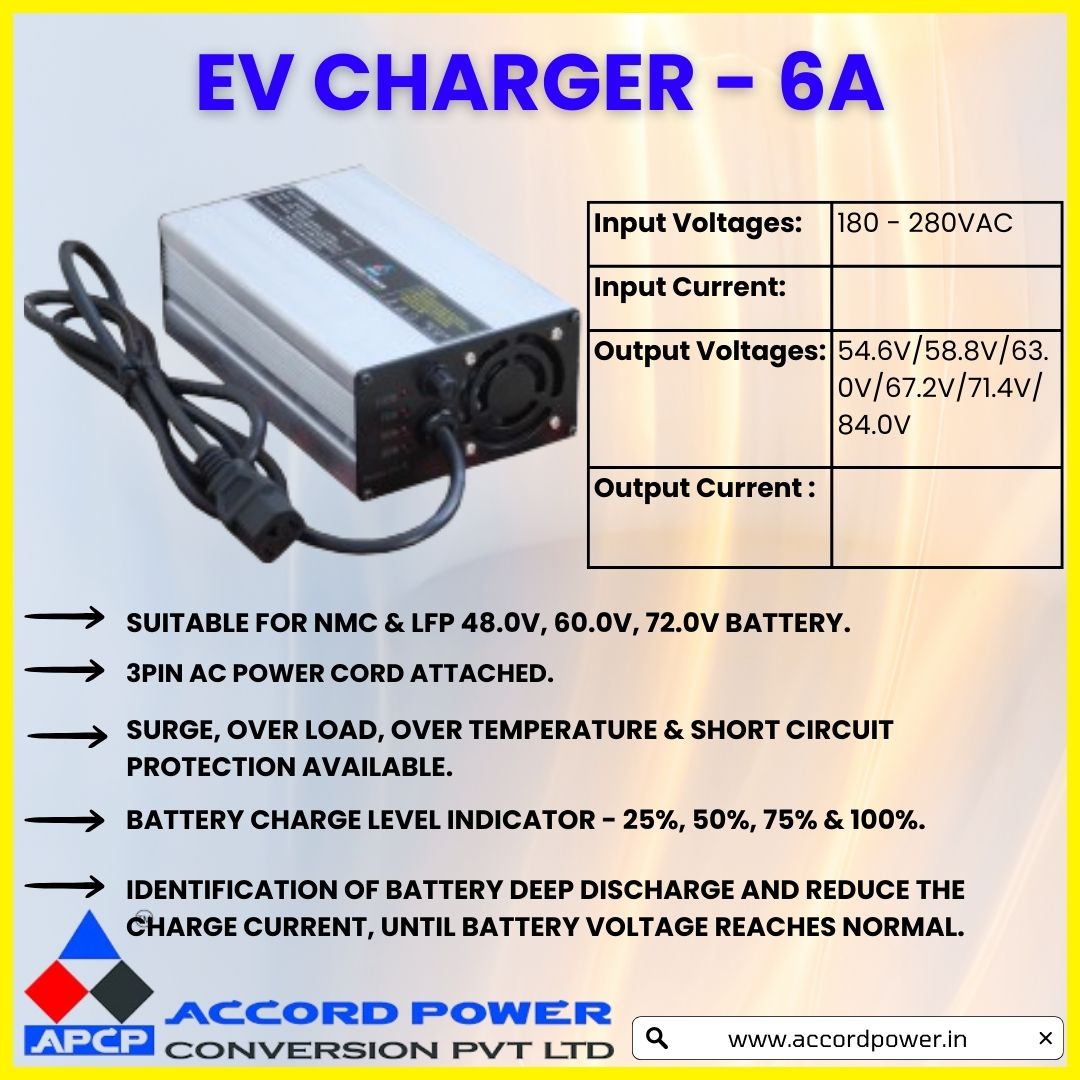 EV CHARGER - 6A
Input Voltages: 180 - 280VAC
Input Current:
Output Voltages: 54.6V/58.8V/63.
0V/67.2V/71.4V/
84.0V
Output Current :
SUITABLE FOR NMC & LFP 48.0V, 60.0V, 72.0V BATTERY.
3PIN AC POWER CORD ATTACHED.
SURGE, OVER LOAD, OVER TEMPERATURE & SHORT CIRCUIT
PROTECTION AVAILABLE.
BATTERY CHARGE LEVEL INDICATOR - 25%, 50%, 75% & 100%.
IDENTIFICATION OF BATTERY DEEP DISCHARGE AND REDUCE THE
CHARGE CURRENT, UNTIL BATTERY VOLTAGE REACHES NORMAL.
APCP
ACCORD POWER
CONVERSION PVT LTD
www.accordpower.in